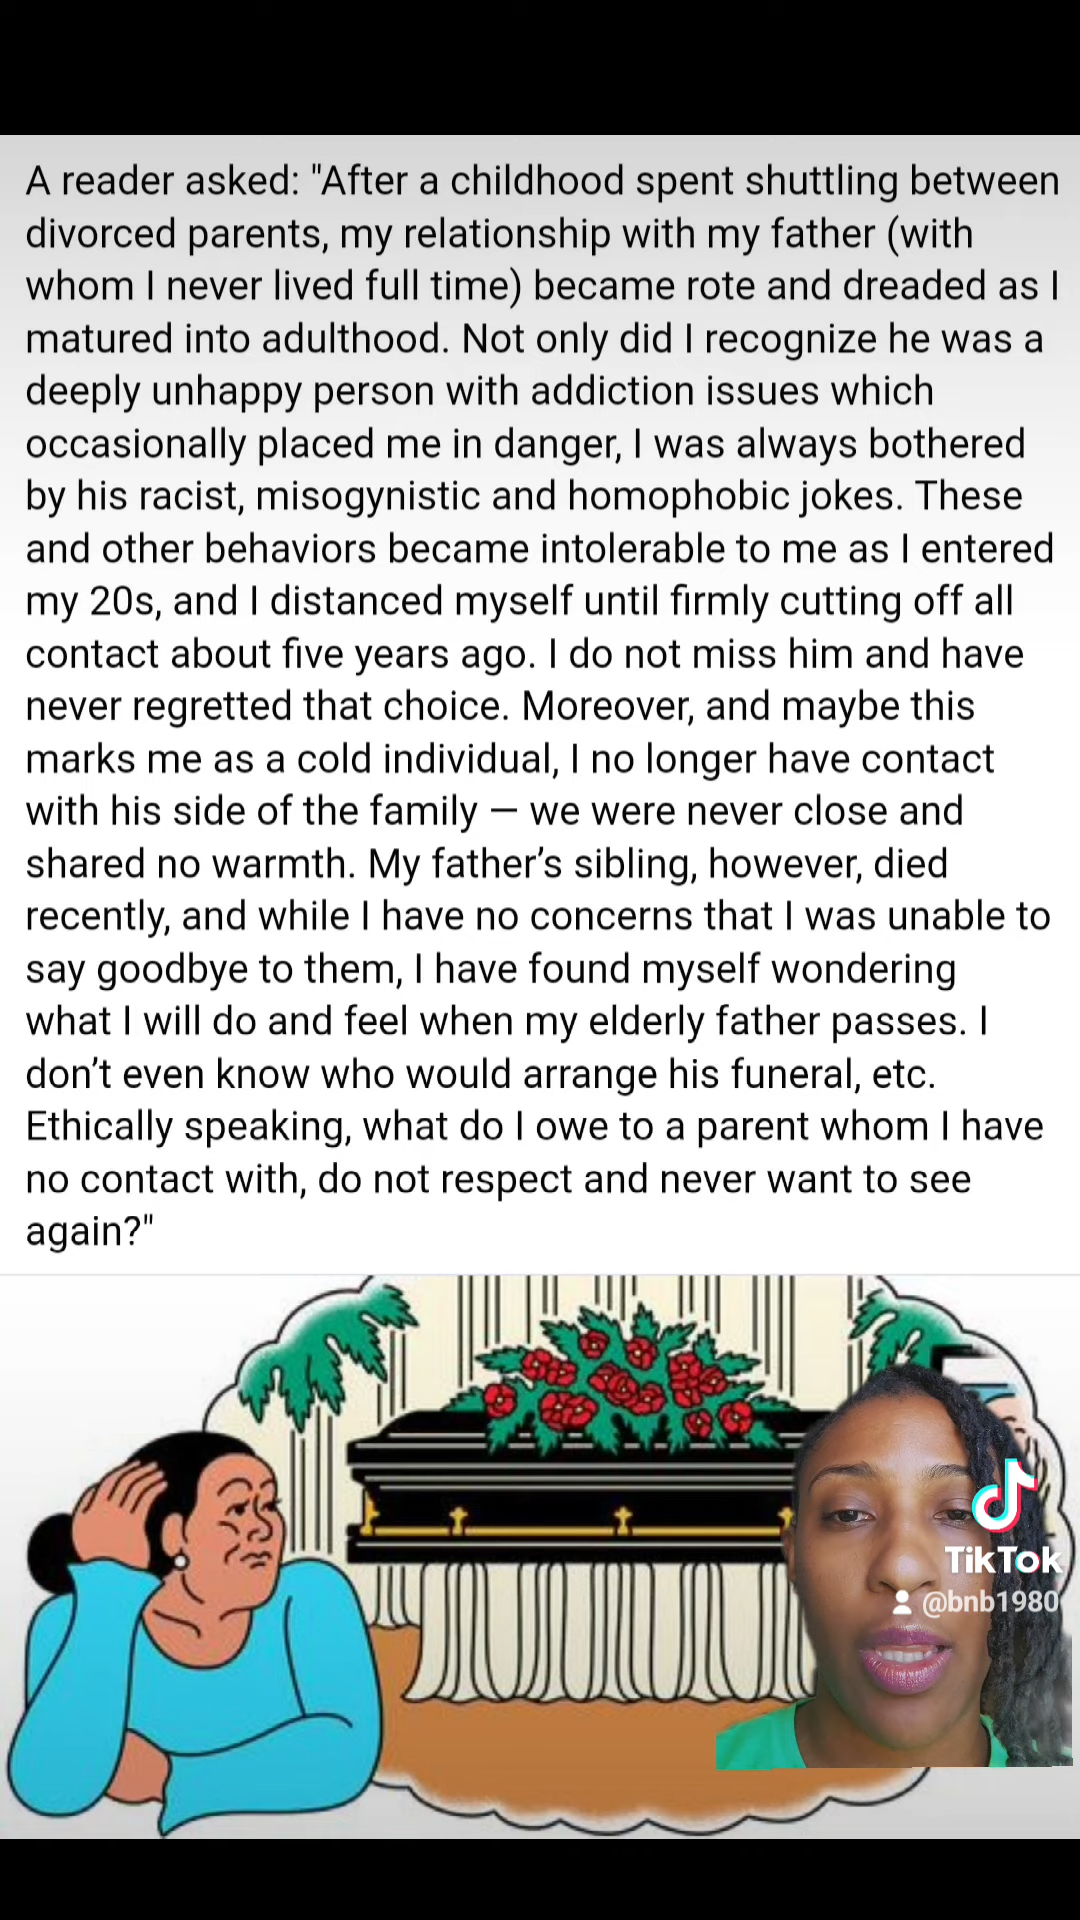 A reader asked: "After a childhood spent shuttling between
divorced parents, my relationship with my father (with
whom I never lived full time) became rote and dreaded as I
matured into adulthood. Not only did I recognize he was a
deeply unhappy person with addiction issues which
occasionally placed me in danger, I was always bothered
by his racist, misogynistic and homophobic jokes. These
and other behaviors became intolerable to me as I entered
my 20s, and I distanced myself until firmly cutting off all
contact about five years ago. I do not miss him and have
never regretted that choice. Moreover, and maybe this
marks me as a cold individual, I no longer have contact
with his side of the family — we were never close and
shared no warmth. My father’s sibling, however, died
recently, and while I have no concerns that I was unable to
say goodbye to them, I have found myself wondering
what I will do and feel when my elderly father passes. I
don’t even know who would arrange his funeral, etc.
Ethically speaking, what do I owe to a parent whom I have
no contact with, do not respect and never want to see
again?"
TikTok
@bnb1980